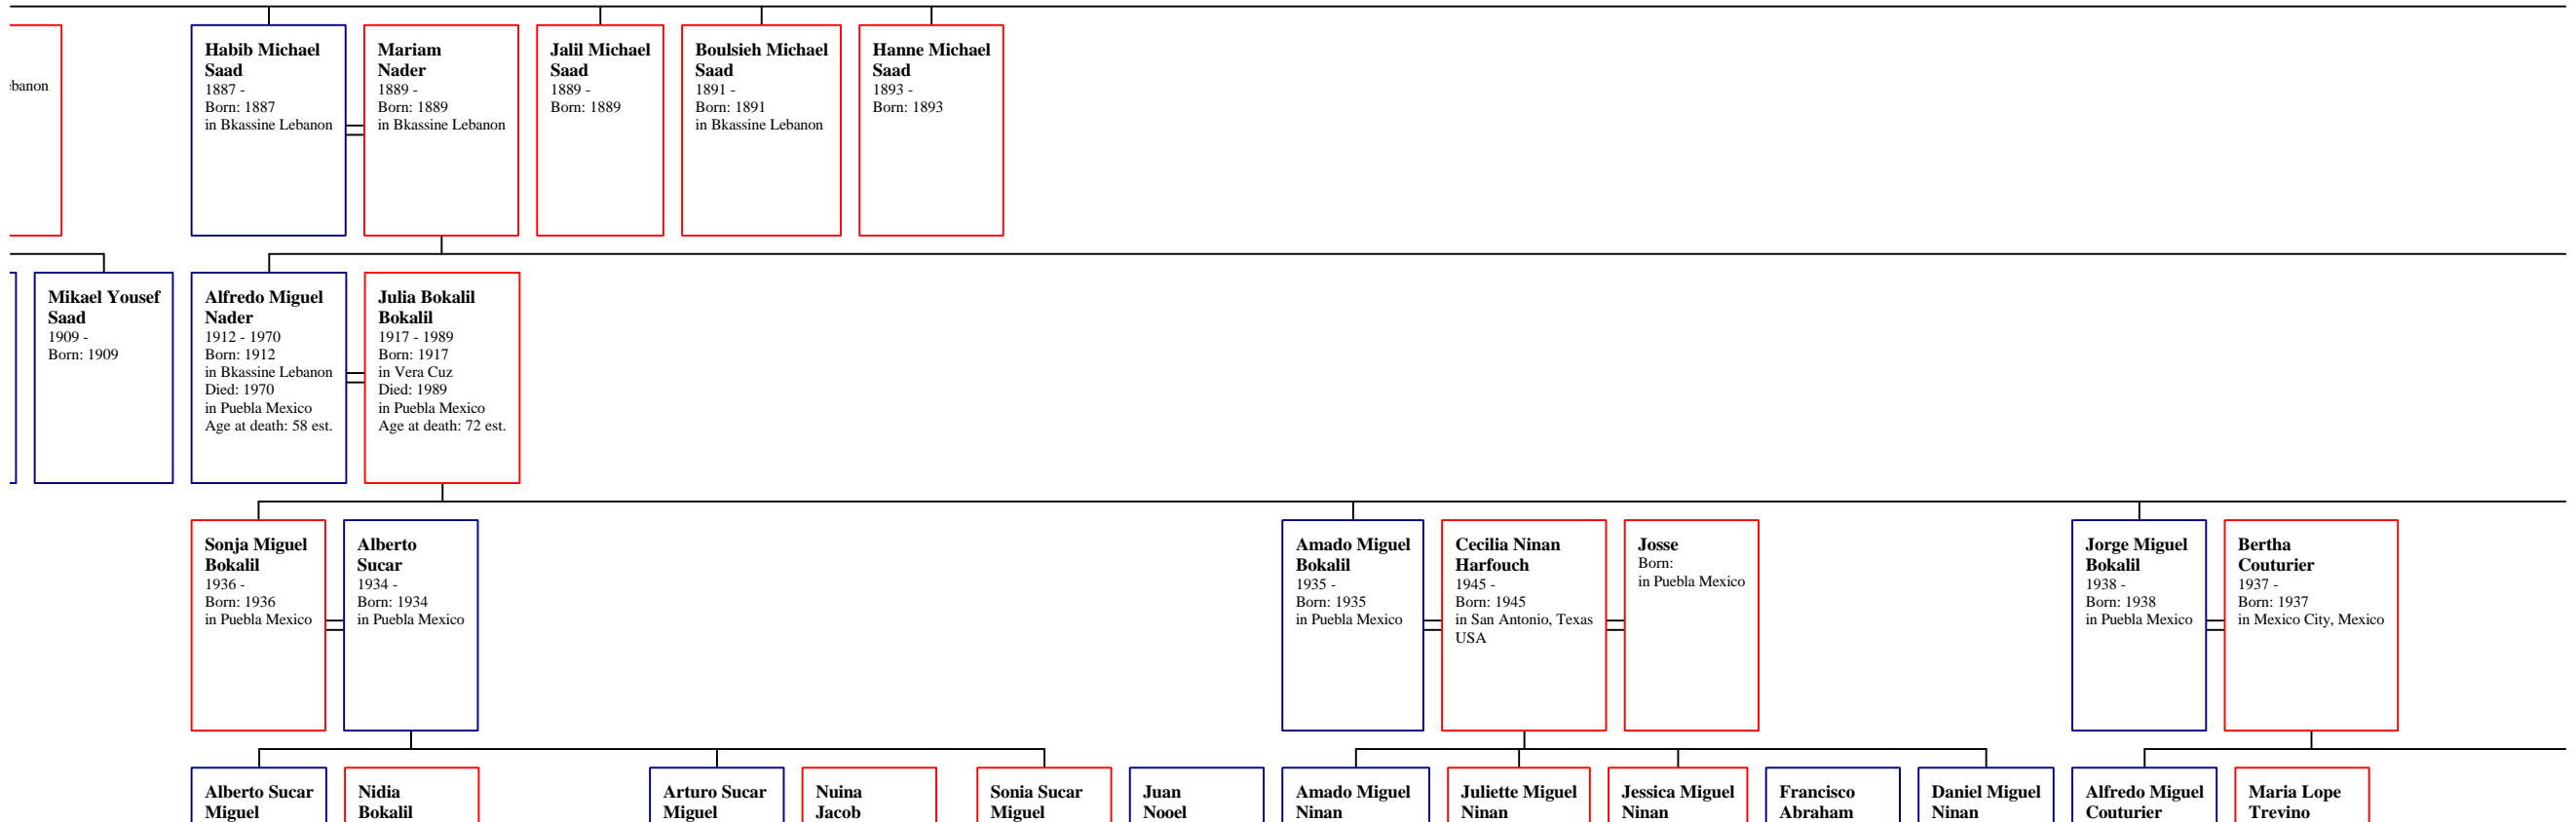 ebanon
Habib Michael
Saad
1887 -
Born: 1887
in Bkassine Lebanon
Mariam
Nader
1889 -
Born: 1889
in Bkassine Lebanon
Jalil Michael
Saad
1889 -
Born: 1889
Boulsieh Michael
Saad
1891 -
Born: 1891
in Bkassine Lebanon
Hanne Michael
Saad
1893 -
Born: 1893
Mikael Yousef
Saad
1909 -
Born: 1909
Alfredo Miguel
Nader
1912 - 1970
Born: 1912
in Bkassine Lebanon
Died: 1970
in Puebla Mexico
Age at death: 58 est.
Julia Bokalil
Bokalil
1917 - 1989
Born: 1917
in Vera Cuz
Died: 1989
in Puebla Mexico
Age at death: 72 est.
Sonja Miguel
Bokalil
1936 -
Born: 1936
in Puebla Mexico
Alberto
Sucar
1934 -
Born: 1934
in Puebla Mexico
Amado Miguel
Bokalil
1935 -
Born: 1935
in Puebla Mexico
Cecilia Ninan
Harfouch
1945 -
Born: 1945
in San Antonio, Texas
USA
Josse
Born:
in Puebla Mexico
Jorge Miguel
Bokalil
1938 -
Born: 1938
in Puebla Mexico
Bertha
Couturier
1937 -
Born: 1937
in Mexico City, Mexico
Alberto Sucar
Miguel
Nidia
Bokalil
Arturo Sucar
Miguel
Nuina
Jacob
Sonia Sucar
Miguel
Juan
Nooel
Amado Miguel
Ninan
Juliette Miguel
Ninan
Jessica Miguel
Ninan
Francisco
Abraham
Daniel Miguel
Ninan
Alfredo Miguel
Couturier
Maria Lope
Trevino